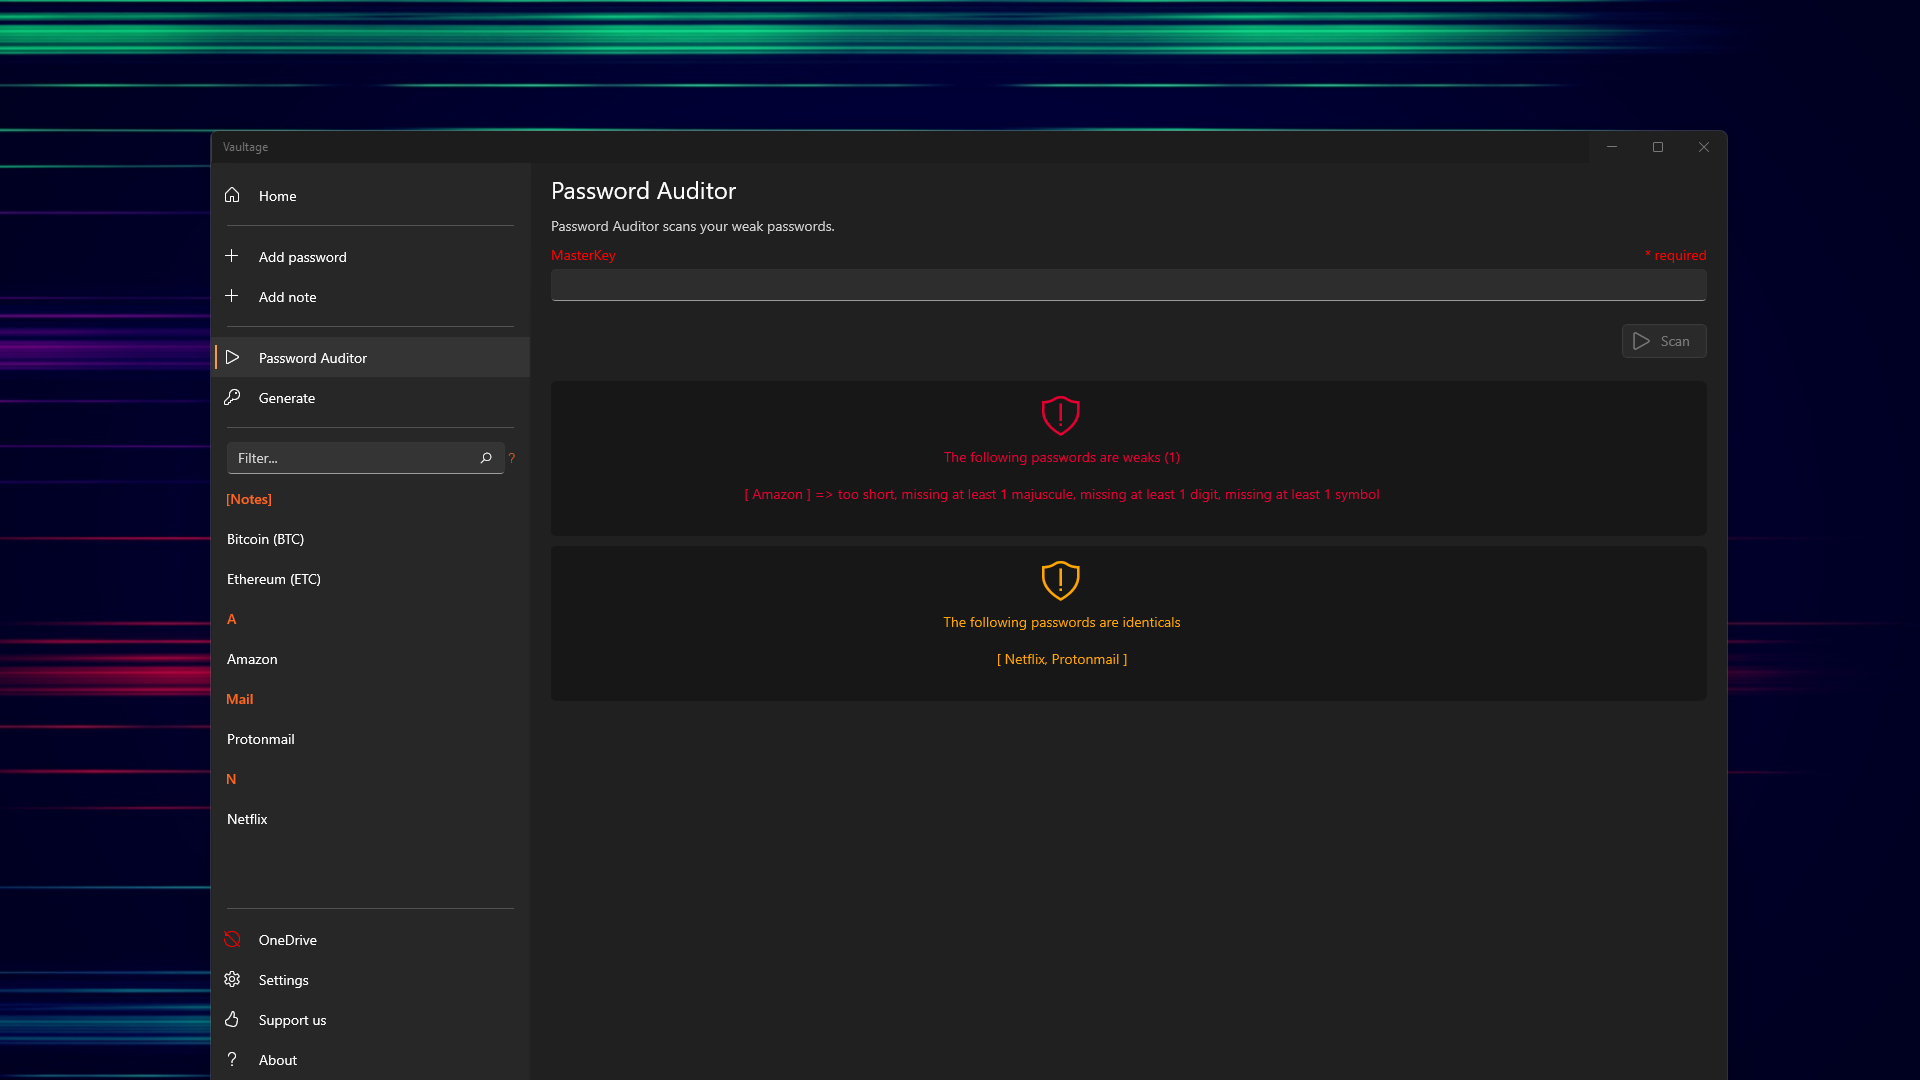 Vaultage
Home
Add password
Add note
Password Auditor
Generate
Filter...
?
[Notes]
Bitcoin (BTC)
Ethereum (ETC)
A
Amazon
Mail
Protonmail
N
Netflix
OneDrive
Settings
Support us
? About
Password Auditor
Password Auditor scans your weak passwords.
MasterKey * required
Scan
The following passwords are weaks (1)
[ Amazon ] => too short, missing at least 1 majuscule, missing at least 1 digit, missing at least 1 symbol
The following passwords are identicals
[ Netflix, Protonmail ]